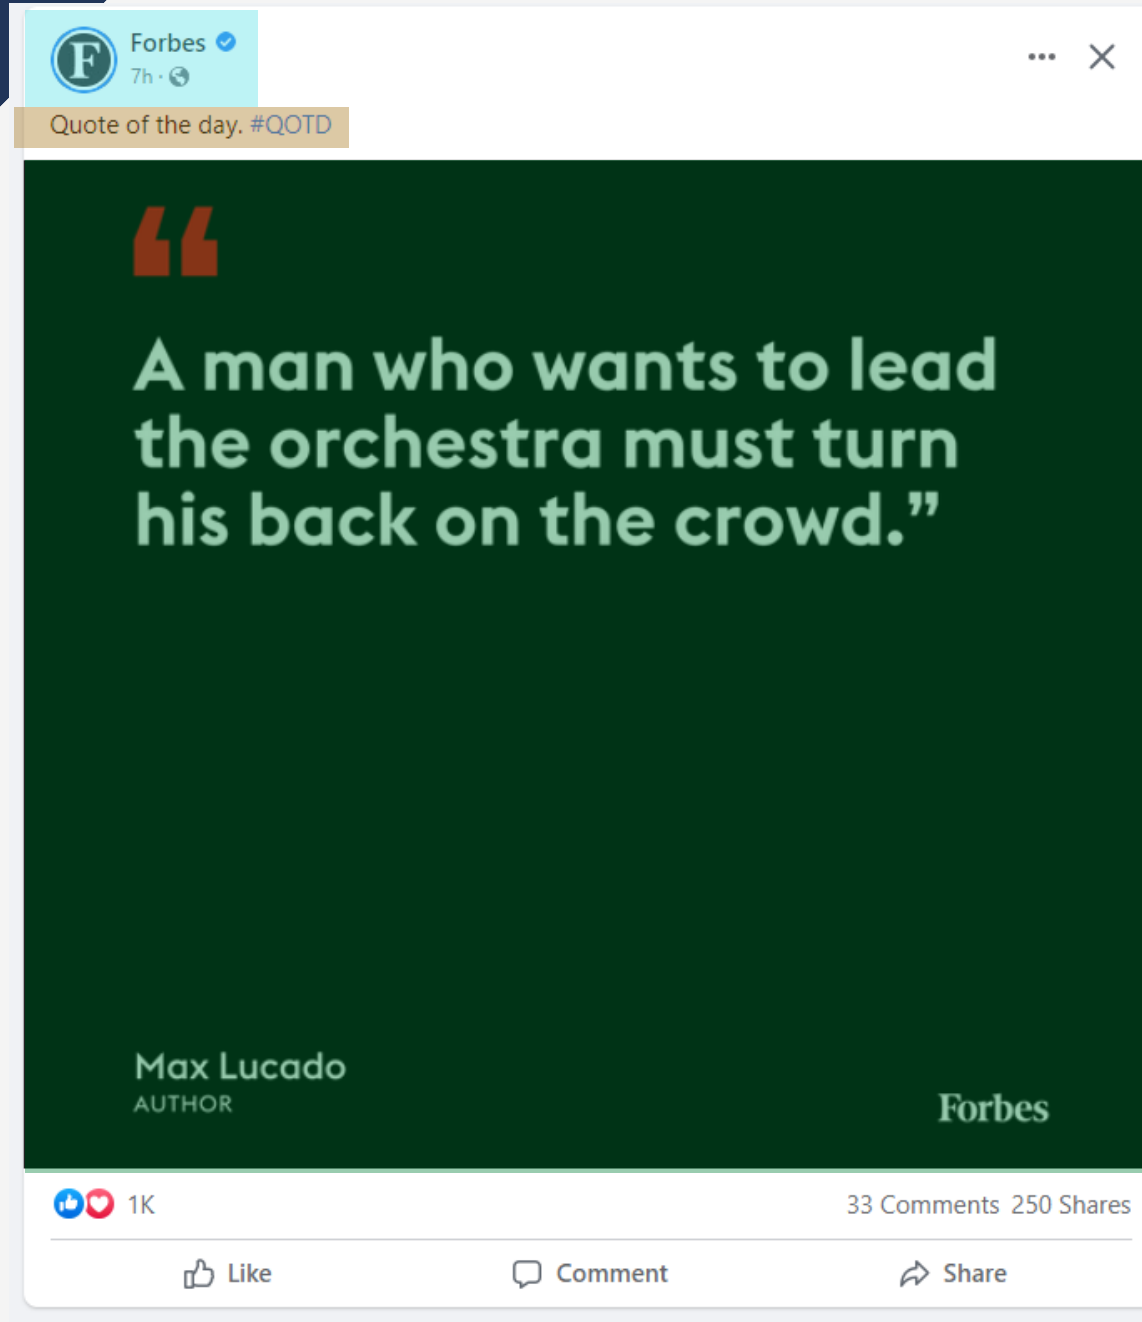 Forbes
7h ·
Quote of the day. #QOTD
“
A man who wants to lead
the orchestra must turn
his back on the crowd.”
Max Lucado
AUTHOR
Forbes
1K
33 Comments 250 Shares
Like
Comment
Share